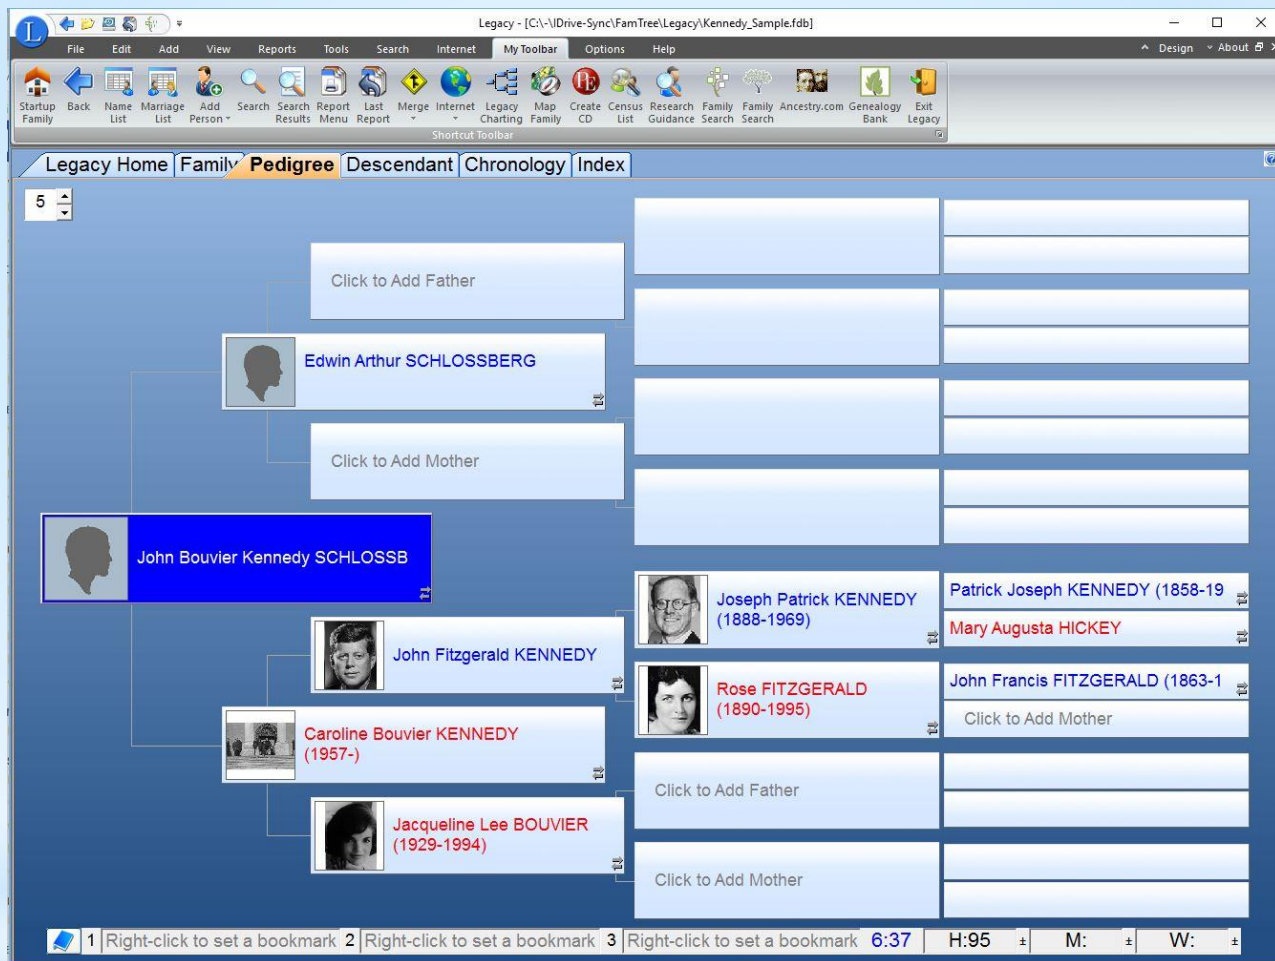 L
Legacy - [C:\-\IDrive-Sync\FamTree\Legacy\Kennedy_Sample.fdb]
File Edit Add View Reports Tools Search Internet My Toolbar Options Help Design About
Startup Family Back Name List Marriage List Add Person Search Search Results Report Menu Last Report Merge Internet Legacy Charting Map Family Create CD Census List Research Guidance Family Search Family Search Ancestry.com Genealogy Bank Exit Legacy
Shortcut Toolbar
Legacy Home Family Pedigree Descendant Chronology Index
5
Click to Add Father
Edwin Arthur SCHLOSSBERG
Click to Add Mother
John Bouvier Kennedy SCHLOSSB
John Fitzgerald KENNEDY
Caroline Bouvier KENNEDY
(1957-)
Jacqueline Lee BOUVIER
(1929-1994)
Joseph Patrick KENNEDY
(1888-1969)
Rose FITZGERALD
(1890-1995)
Click to Add Father
Click to Add Mother
Patrick Joseph KENNEDY (1858-19
Mary Augusta HICKEY
John Francis FITZGERALD (1863-1
Click to Add Mother
1 Right-click to set a bookmark 2 Right-click to set a bookmark 3 Right-click to set a bookmark 6:37 H:95 ± M: ± W: ±